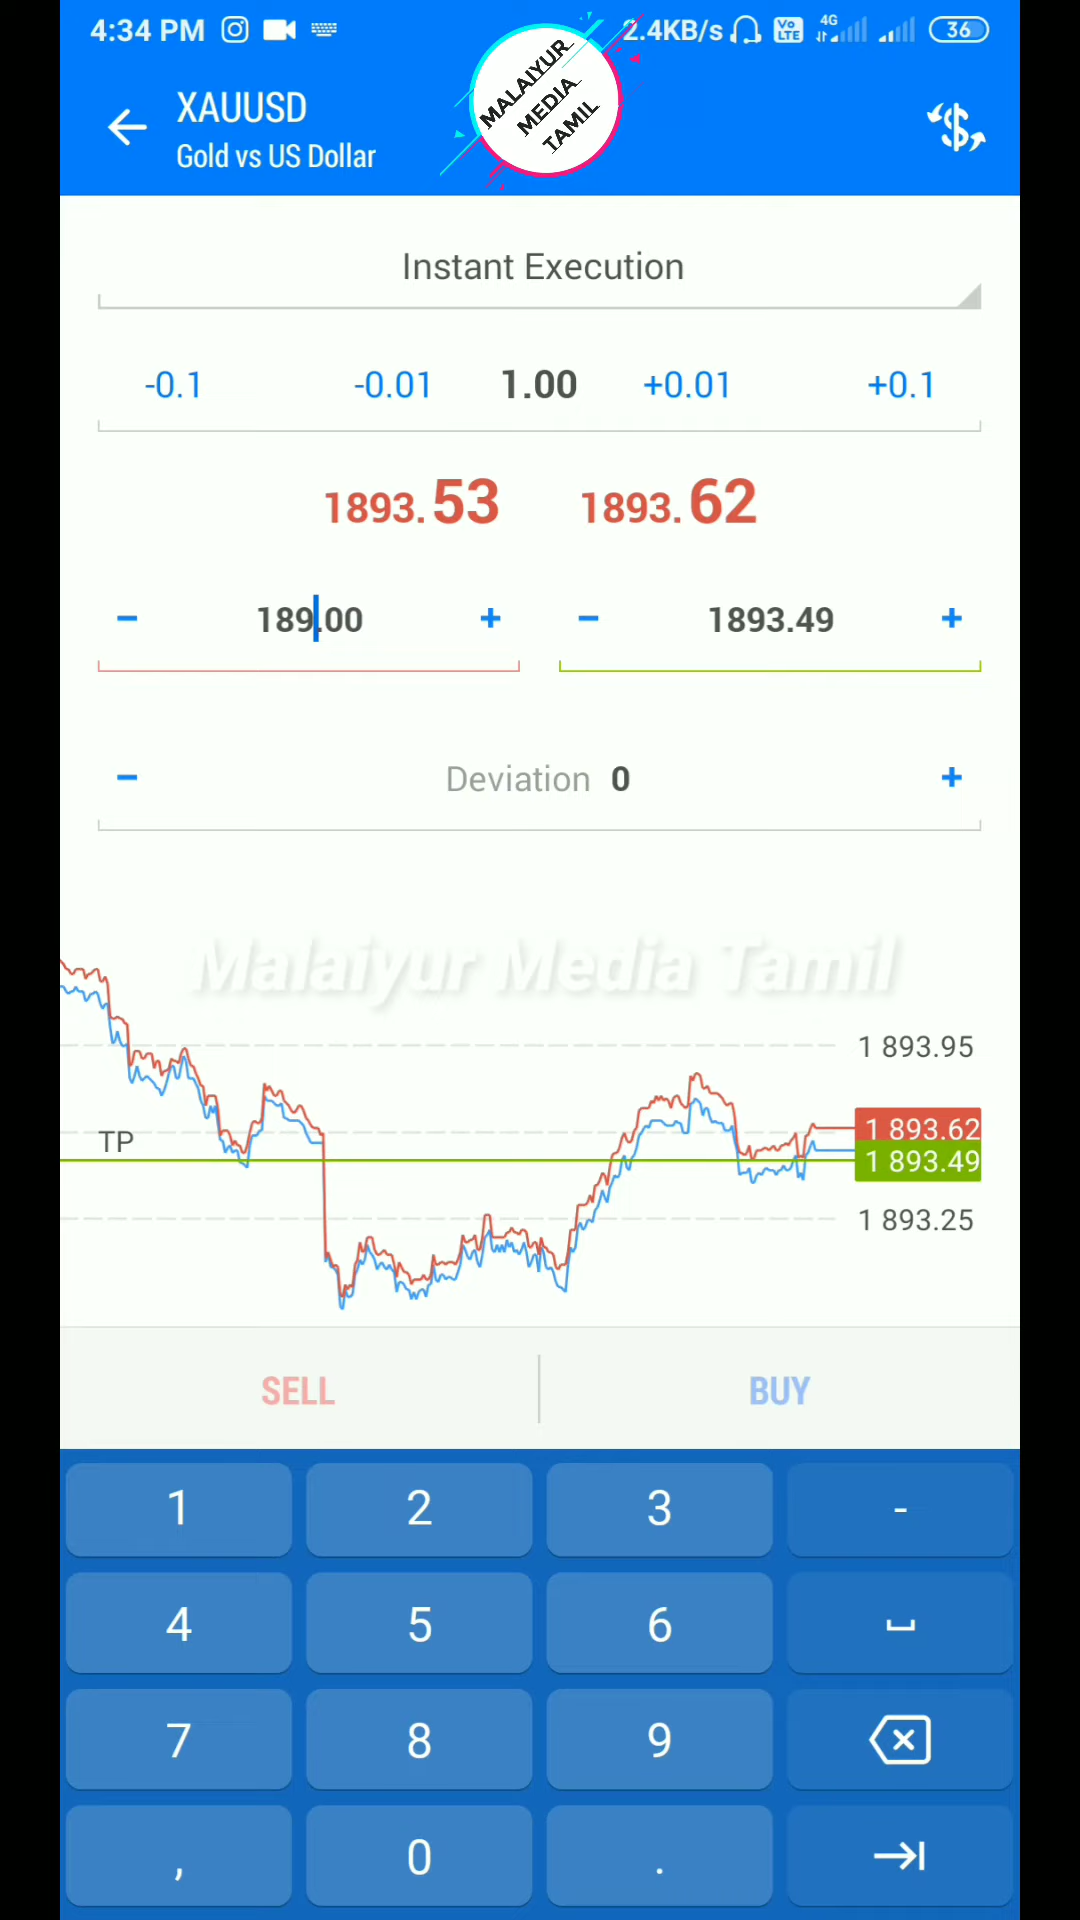 4:34 PM
2.4KB/s
Vo LTE
4G
36
MALAIYUR
MEDIA
TAMIL
XAUUSD
Gold vs US Dollar
Instant Execution
-0.1 -0.01 1.00 +0.01 +0.1
1893.53 1893.62
- 189.00 + - 1893.49 +
- Deviation 0 +
Malaiyur Media Tamil
1 893.95
1 893.62
TP
1 893.49
1 893.25
SELL BUY
1 2 3 -
4 5 6
7 8 9
, 0 .